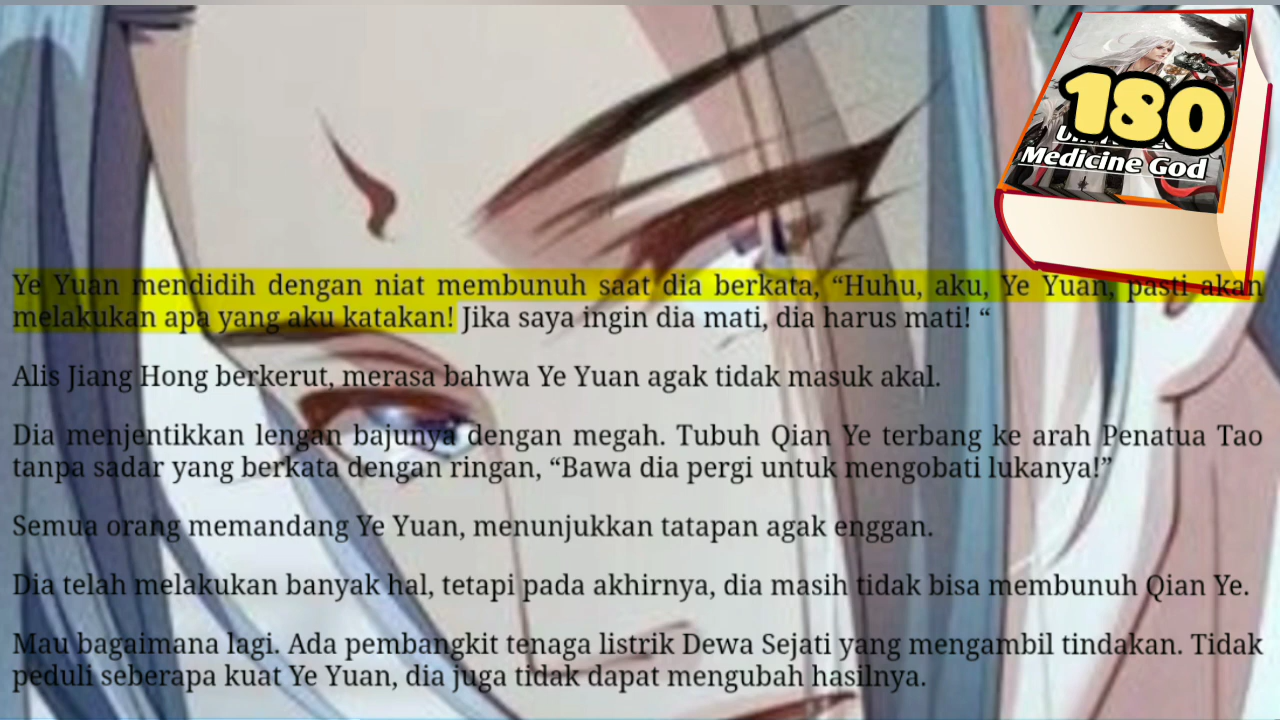 180
Medicine God
Ye Yuan mendidih dengan niat membunuh saat dia berkata, “Huhu, aku, Ye Yuan, pasti akan
melakukan apa yang aku katakan! Jika saya ingin dia mati, dia harus mati! “
Alis Jiang Hong berkerut, merasa bahwa Ye Yuan agak tidak masuk akal.
Dia menjentikkan lengan bajunya dengan megah. Tubuh Qian Ye terbang ke arah Penatua Tao
tanpa sadar yang berkata dengan ringan, “Bawa dia pergi untuk mengobati lukanya!”
Semua orang memandang Ye Yuan, menunjukkan tatapan agak enggan.
Dia telah melakukan banyak hal, tetapi pada akhirnya, dia masih tidak bisa membunuh Qian Ye.
Mau bagaimana lagi. Ada pembangkit tenaga listrik Dewa Sejati yang mengambil tindakan. Tidak
peduli seberapa kuat Ye Yuan, dia juga tidak dapat mengubah hasilnya.